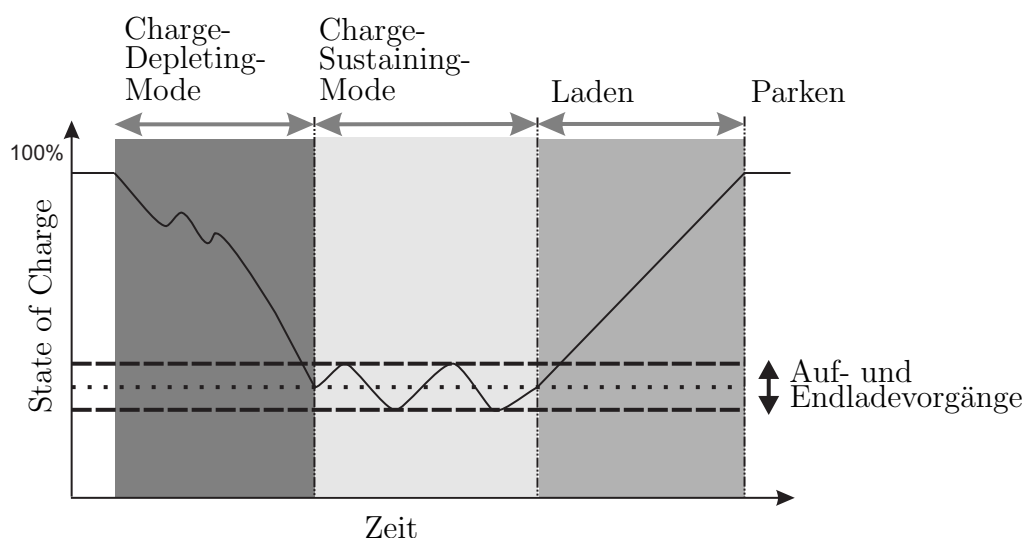 Charge-
Depleting-
Mode
Charge-
Sustaining-
Mode
Laden
Parken
100%
State of Charge
Auf- und
Endladevorgänge
Zeit